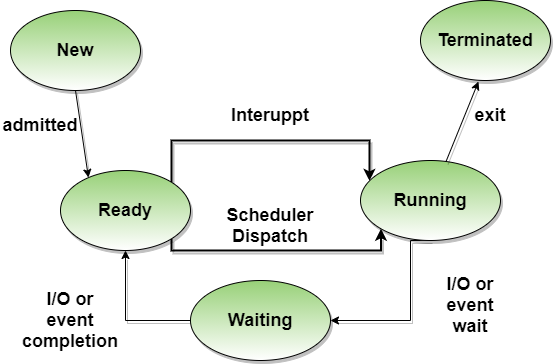 New
Terminated
admitted
Interuppt
exit
Ready
Running
Scheduler
Dispatch
I/O or
event
completion
Waiting
I/O or
event
wait